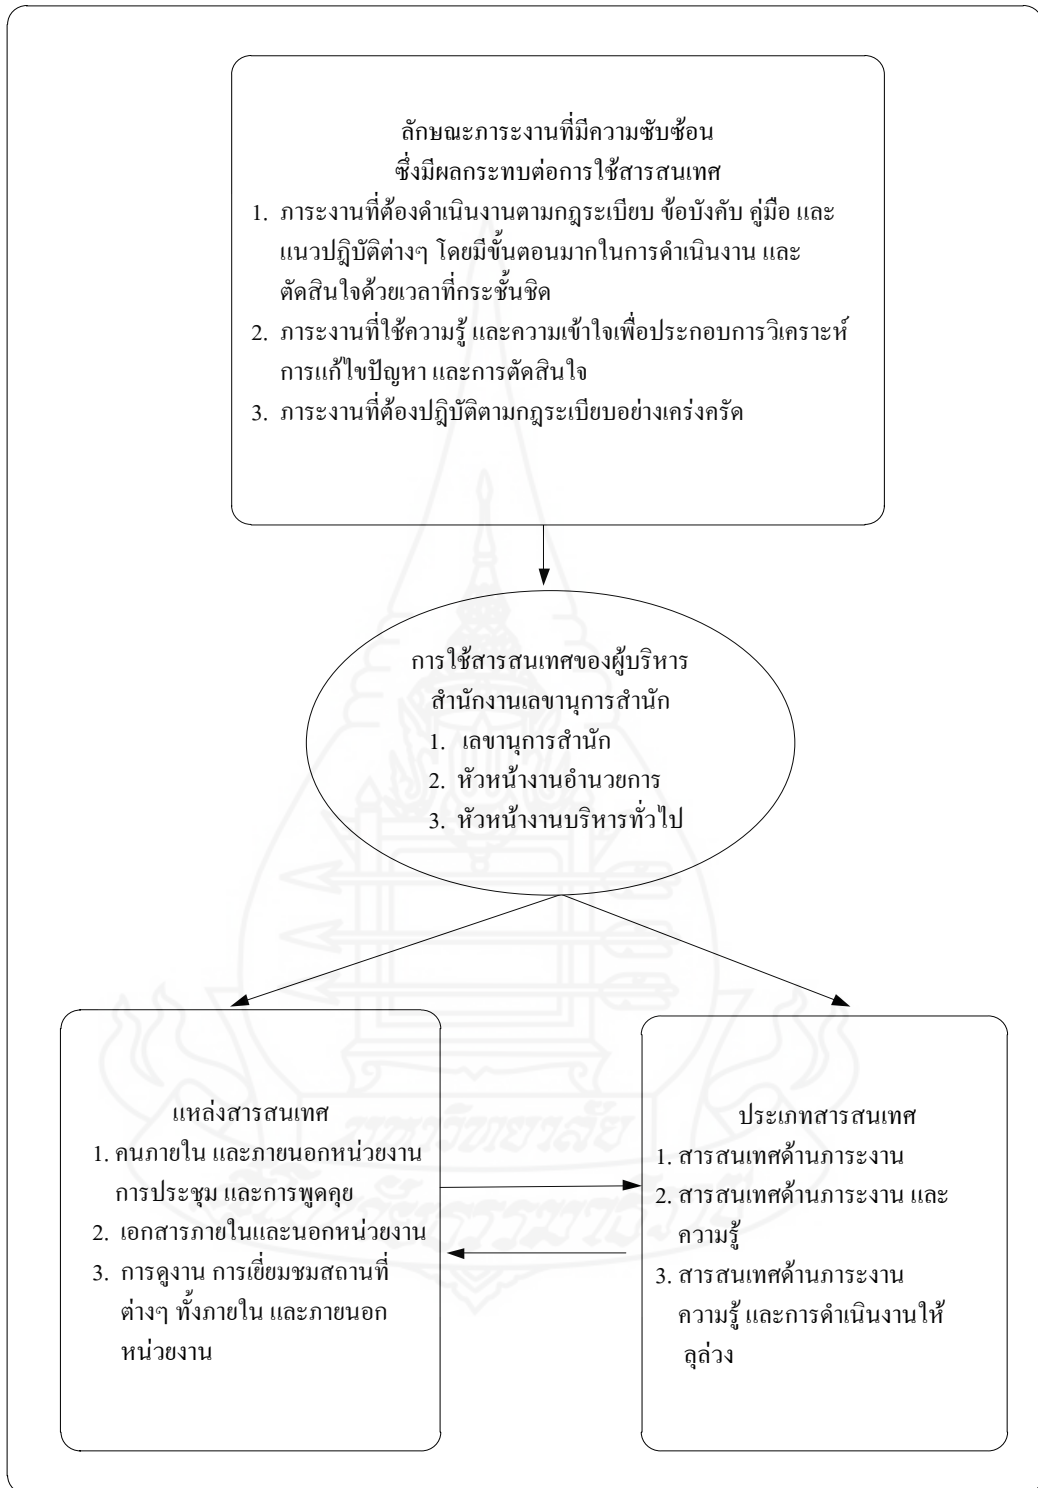 ลักษณะภาระงานที่มีความซับซ้อน
ซึ่งมีผลกระทบต่อการใช้สารสนเทศ
1. ภาระงานที่ต้องดำเนินงานตามกฎระเบียบ ข้อบังคับ คู่มือ และ
แนวปฏิบัติต่างๆ โดยมีขั้นตอนมากในการดำเนินงาน และ
ตัดสินใจด้วยเวลาที่กระชั้นชิด
2. ภาระงานที่ใช้ความรู้ และความเข้าใจเพื่อประกอบการวิเคราะห์
การแก้ไขปัญหา และการตัดสินใจ
3. ภาระงานที่ต้องปฏิบัติตามกฎระเบียบอย่างเคร่งครัด
การใช้สารสนเทศของผู้บริหาร
สำนักงานเลขานุการสำนัก
1. เลขานุการสำนัก
2. หัวหน้างานอำนวยการ
3. หัวหน้างานบริหารทั่วไป
แหล่งสารสนเทศ
1. คนภายใน และภายนอกหน่วยงาน
การประชุม และการพูดคุย
2. เอกสารภายในและนอกหน่วยงาน
3. การดูงาน การเยี่ยมชมสถานที่
ต่างๆ ทั้งภายใน และภายนอก
หน่วยงาน
ประเภทสารสนเทศ
1. สารสนเทศด้านภาระงาน
2. สารสนเทศด้านภาระงาน และ
ความรู้
3. สารสนเทศด้านภาระงาน
ความรู้ และการดำเนินงานให้
ลุล่วง
มหาวิทยาลัย
สุโขทัยธรรมาธิราช